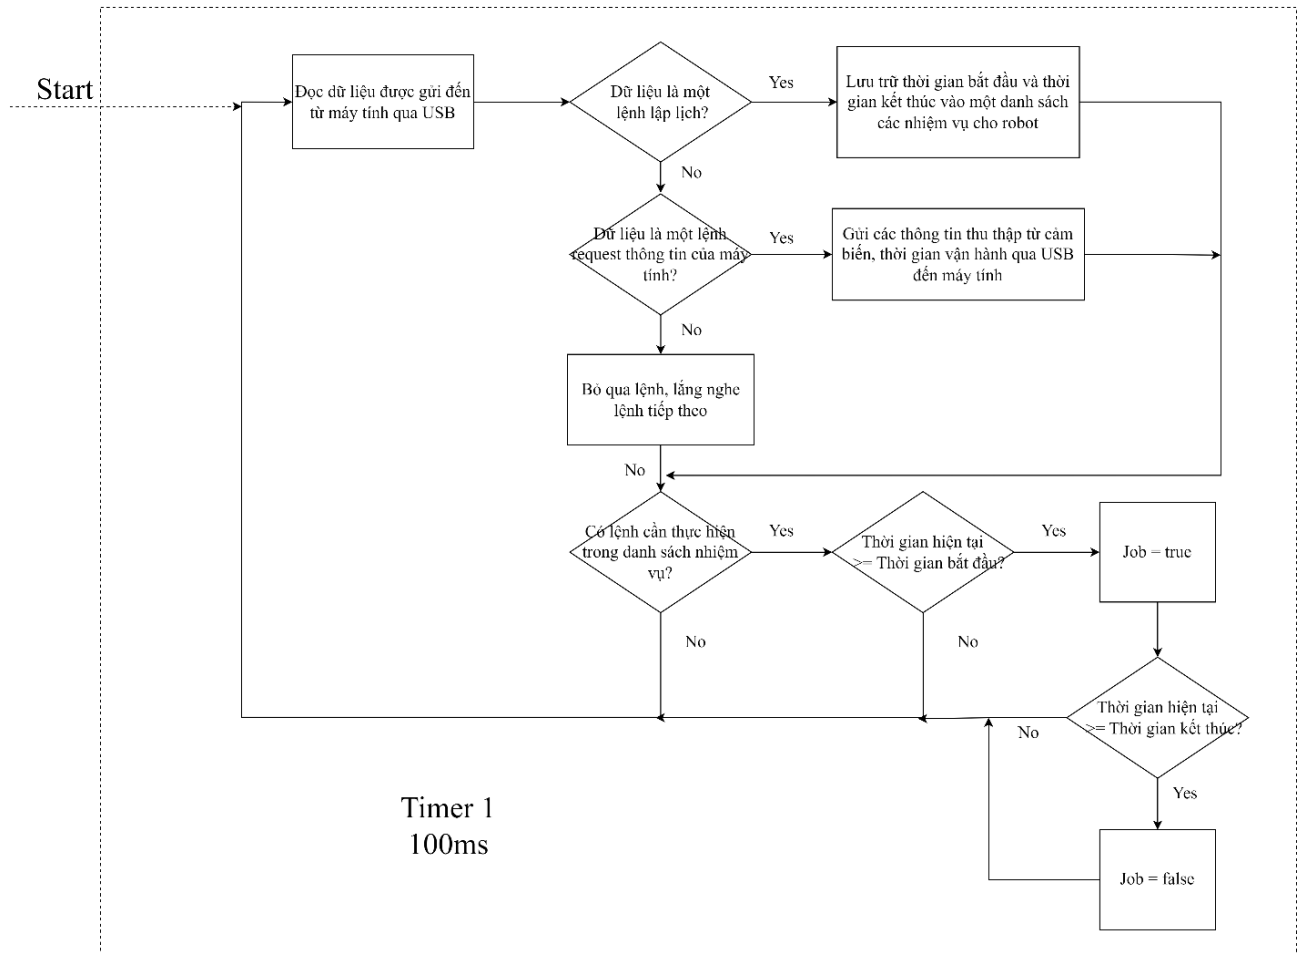 Start
Đọc dữ liệu được gửi đến
từ máy tính qua USB
Dữ liệu là một
lệnh lập lịch?
Yes
Lưu trữ thời gian bắt đầu và thời
gian kết thúc vào một danh sách
các nhiệm vụ cho robot
No
Dữ liệu là một lệnh
request thông tin của máy
tính?
Yes
Gửi các thông tin thu thập từ cảm
biến, thời gian vận hành qua USB
đến máy tính
No
Bỏ qua lệnh, lắng nghe
lệnh tiếp theo
No
Có lệnh cần thực hiện
trong danh sách nhiệm
vụ?
Yes
Thời gian hiện tại
>= Thời gian bắt đầu?
Yes
Job = true
No
No
Thời gian hiện tại
>= Thời gian kết thúc?
No
Yes
Job = false
Timer 1
100ms